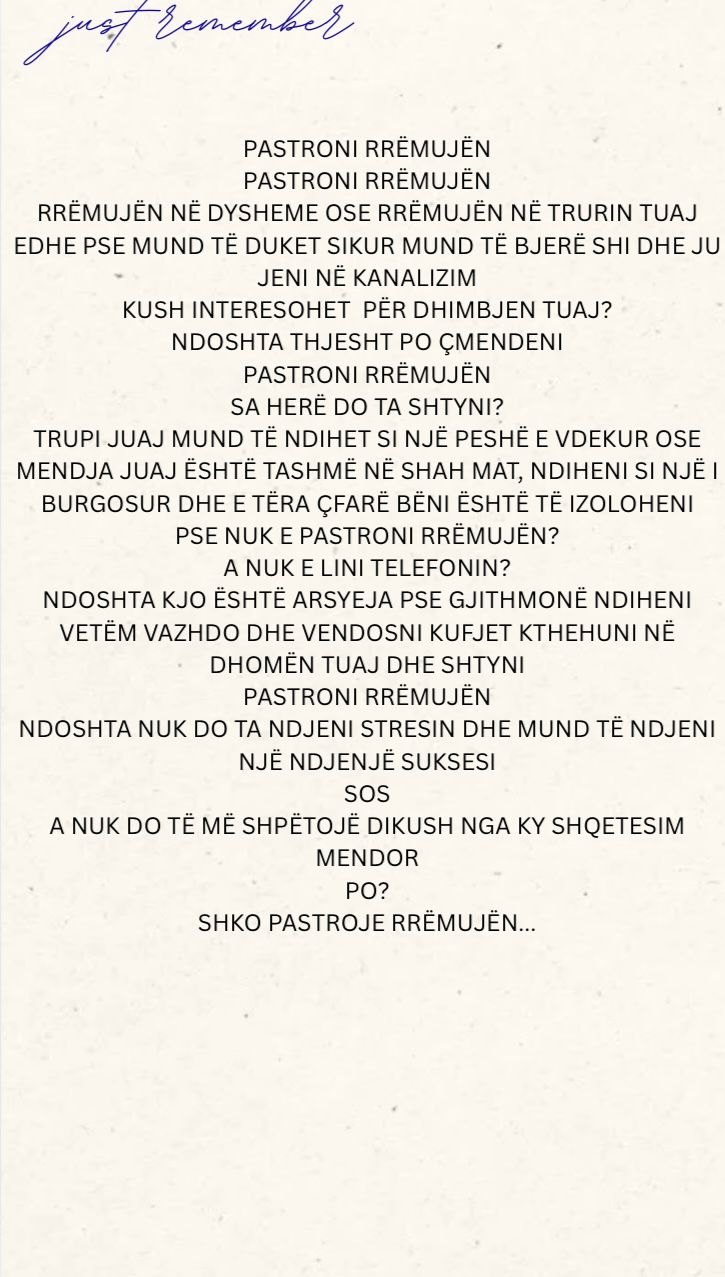 just remember
PASTRONI RRËMUJËN
PASTRONI RRËMUJËN
RRËMUJËN NË DYSHEME OSE RRËMUJËN NË TRURIN TUAJ
EDHE PSE MUND TË DUKET SIKUR MUND TË BJERË SHI DHE JU
JENI NË KANALIZIM
KUSH INTERESOHET PËR DHIMBJEN TUAJ?
NDOSHTA THJESHT PO ÇMENDENI
PASTRONI RRËMUJËN
SA HERË DO TA SHTYNI?
TRUPI JUAJ MUND TË NDIHET SI NJË PESHË E VDEKUR OSE
MENDJA JUAJ ËSHTË TASHMË NË SHAH MAT, NDIHENI SI NJË I
BURGOSUR DHE E TËRA ÇFARË BËNI ËSHTË TË IZOLOHENI
PSE NUK E PASTRONI RRËMUJËN?
A NUK E LINI TELEFONIN?
NDOSHTA KJO ËSHTË ARSYEJA PSE GJITHMONË NDIHENI
VETËM VAZHDO DHE VENDOSNI KUFJET KTHEHUNI NË
DHOMËN TUAJ DHE SHTYNI
PASTRONI RRËMUJËN
NDOSHTA NUK DO TA NDJENI STRESIN DHE MUND TË NDJENI
NJË NDJENJË SUKSESI
SOS
A NUK DO TË MË SHPËTOJË DIKUSH NGA KY SHQETESIM
MENDOR
PO?
SHKO PASTROJE RRËMUJËN...